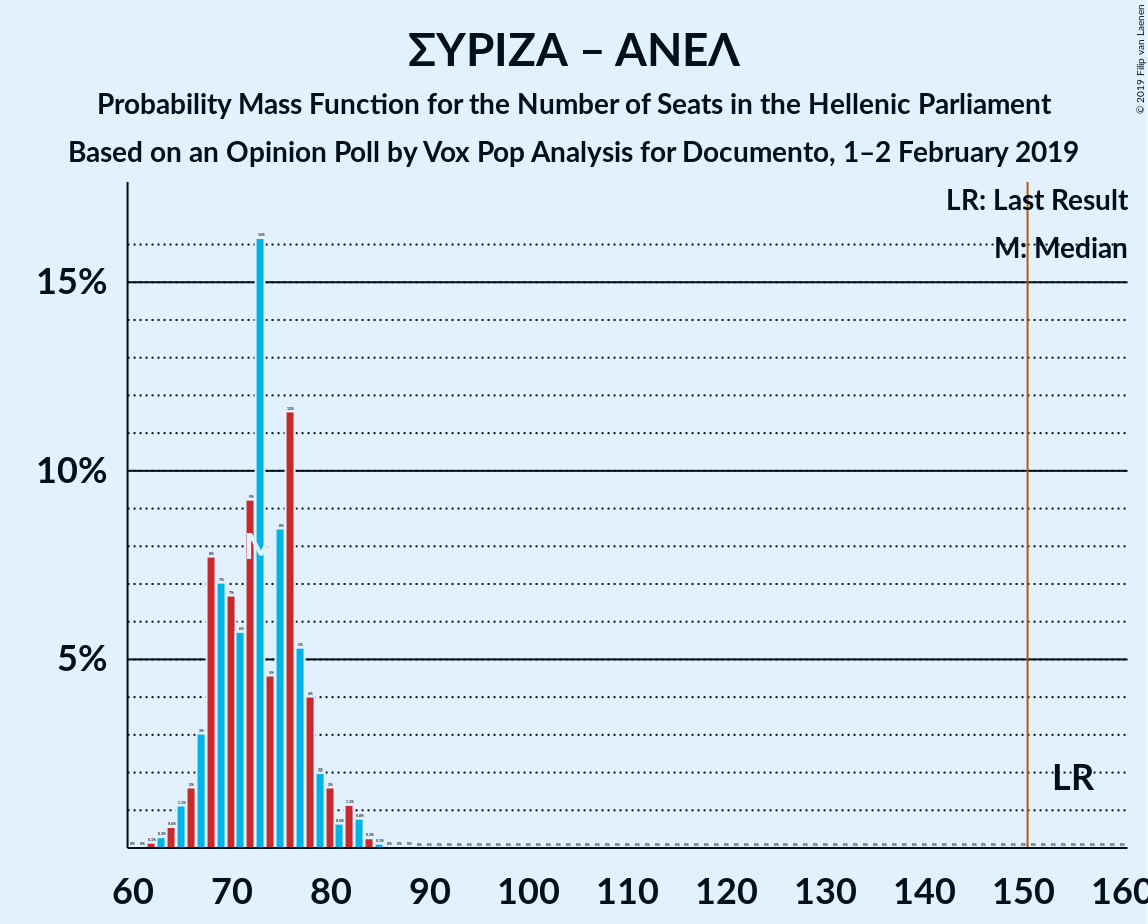 ΣΥΡΙΖΑ – ΑΝΕΛ
Probability Mass Function for the Number of Seats in the Hellenic Parliament
Based on an Opinion Poll by Vox Pop Analysis for Documento, 1–2 February 2019
© 2019 Filip van Laenen
LR: Last Result
M: Median
15%
10%
5%
M
LR
60 70 80 90 100 110 120 130 140 150 160